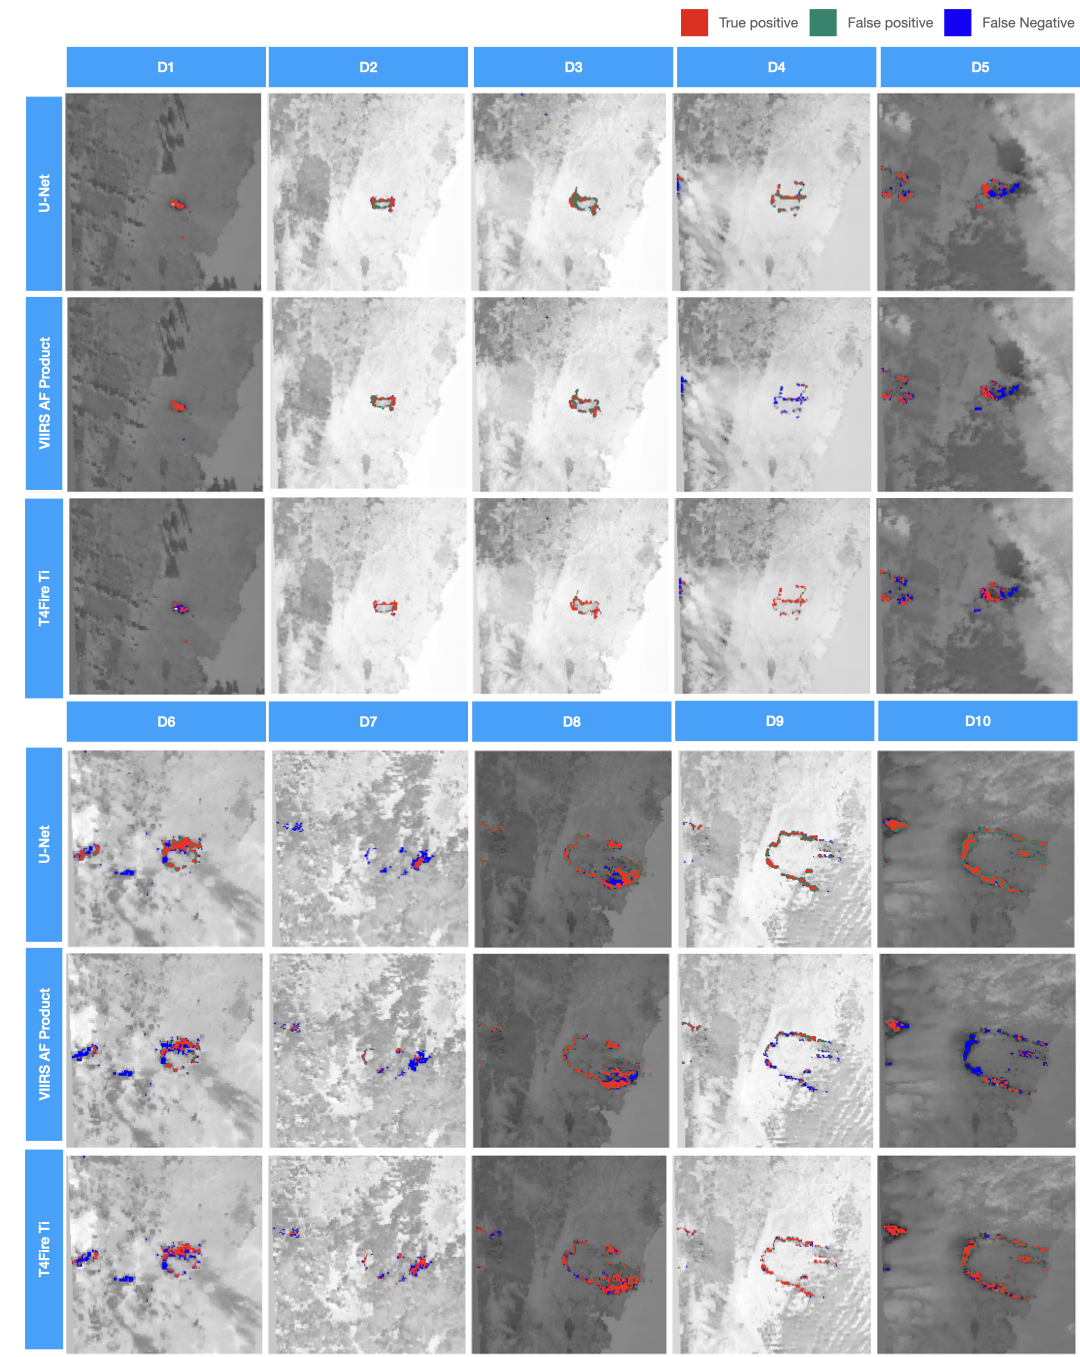 True positive False positive False Negative
D1 D2 D3 D4 D5
U-Net
VIIRS AF Product
T4Fire Ti
D6 D7 D8 D9 D10
U-Net
VIIRS AF Product
T4Fire Ti